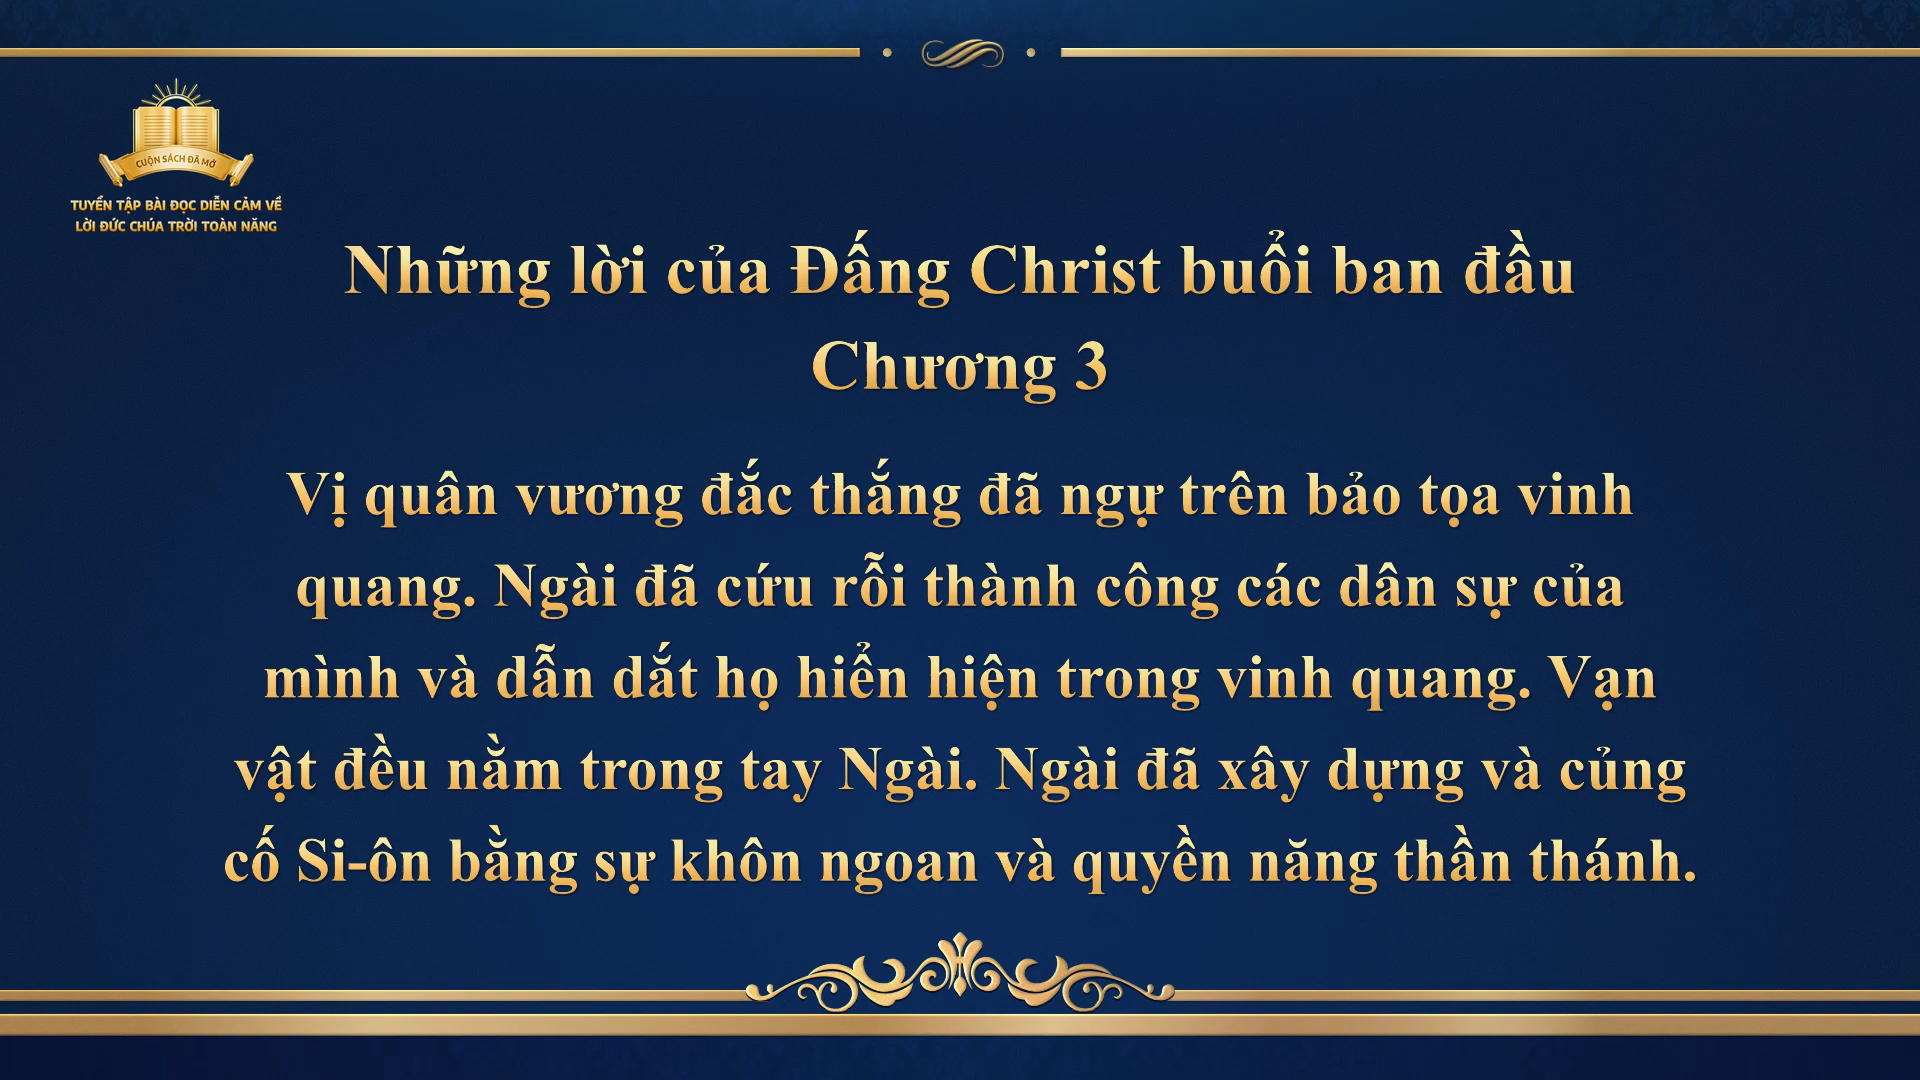 CUỘN SÁCH ĐÃ MỞ
TUYỂN TẬP BÀI ĐỌC DIỄN CẢM VỀ
LỜI ĐỨC CHÚA TRỜI TOÀN NĂNG
Những lời của Đấng Christ buổi ban đầu
Chương 3
Vị quân vương đắc thắng đã ngự trên bảo tọa vinh
quang. Ngài đã cứu rỗi thành công các dân sự của
mình và dẫn dắt họ hiển hiện trong vinh quang. Vạn
vật đều nằm trong tay Ngài. Ngài đã xây dựng và củng
cố Si-ôn bằng sự khôn ngoan và quyền năng thần thánh.